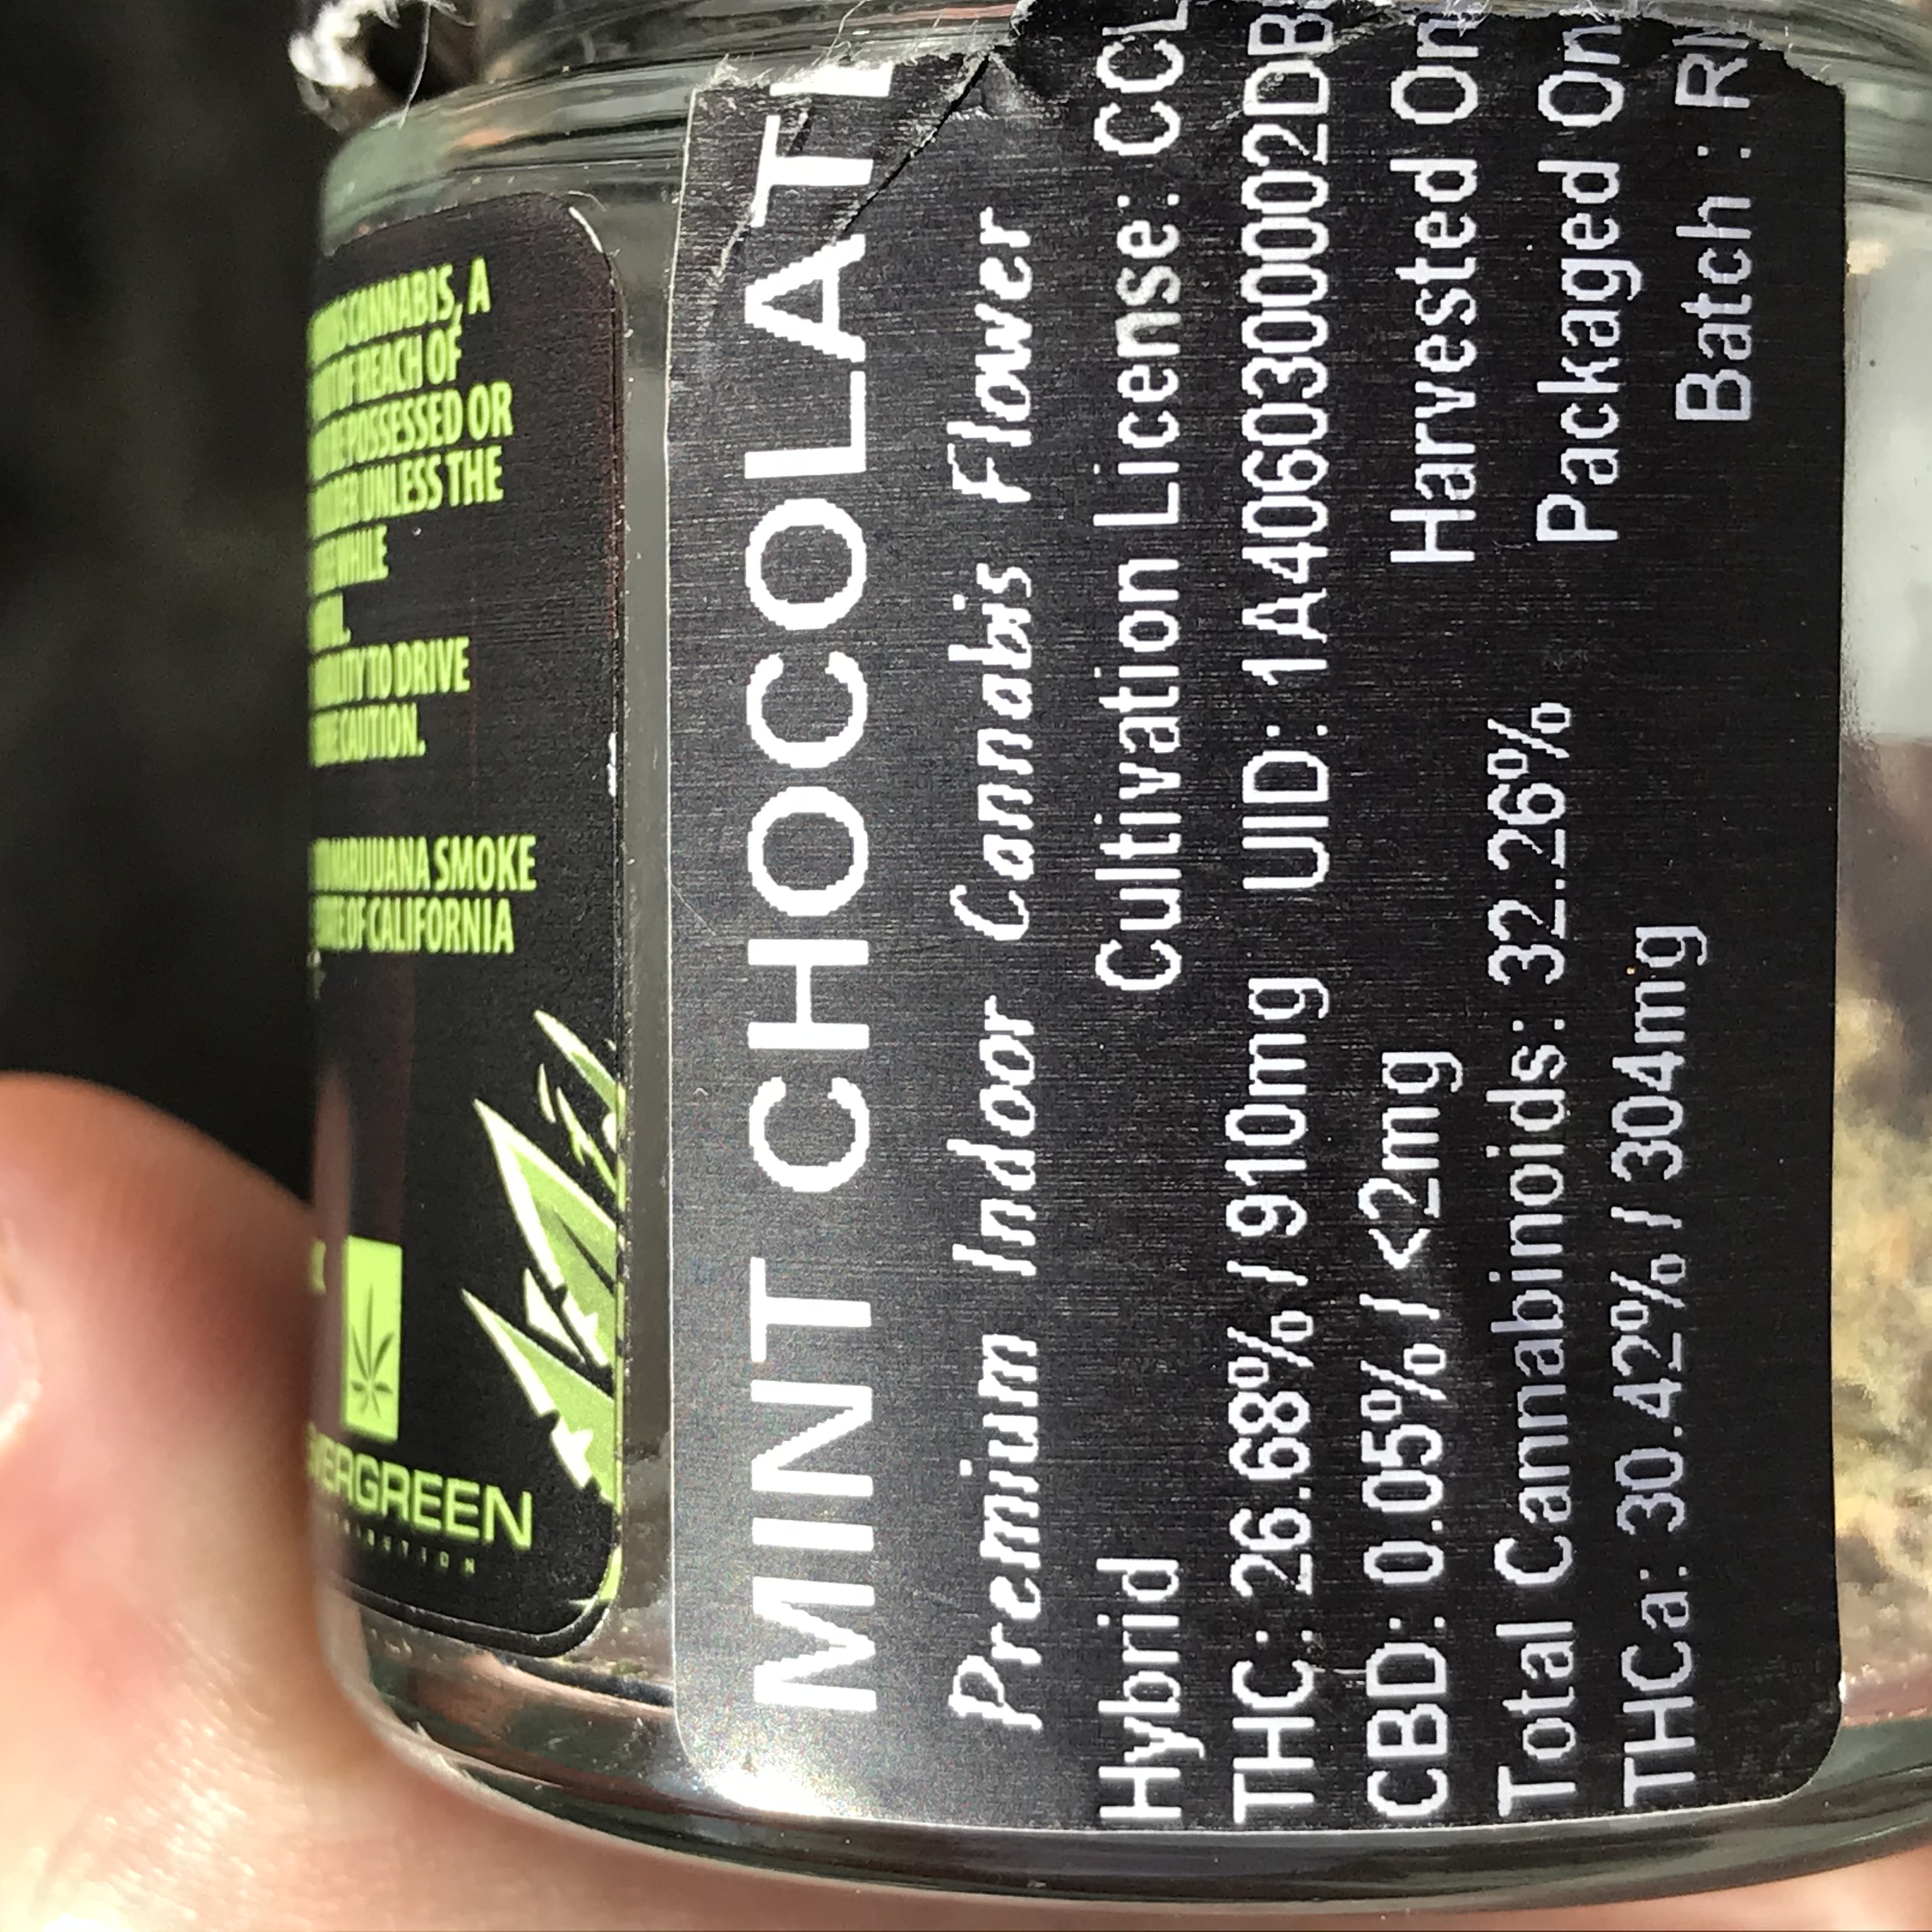 MINT CHOCOLAT
Premium Indoor Cannabis Flower
Hybrid Cultivation License: CCL
THC: 26.68% / 910mg UID: 1A4060300002DB
CBD: 0.05% / <2mg Harvested On
Total Cannabinoids: 32.26% Packaged On
THCa: 30.42% / 304mg Batch : R
CANNABIS, A
OF REACH OF
POSSESSED OR
UNLESS THE
WHILE
TO DRIVE
CAUTION.
MARIJUANA SMOKE
OF CALIFORNIA
ERGREEN